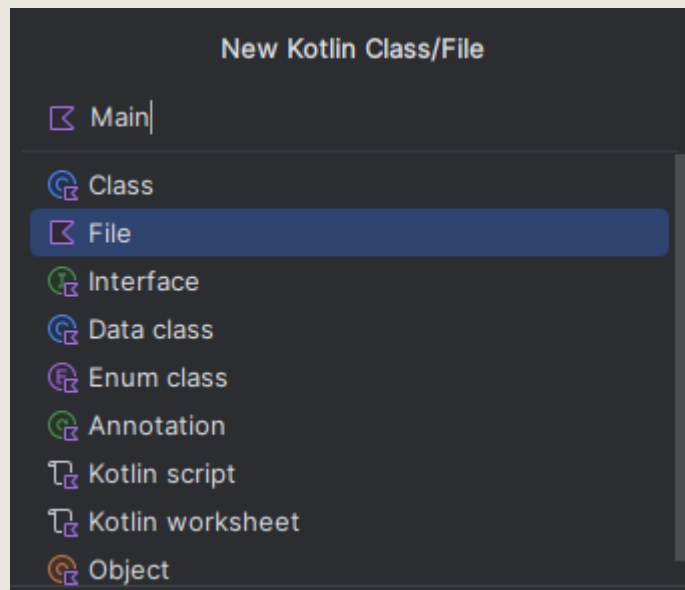 New Kotlin Class/File
Main
Class
File
Interface
Data class
Enum class
Annotation
Kotlin script
Kotlin worksheet
Object